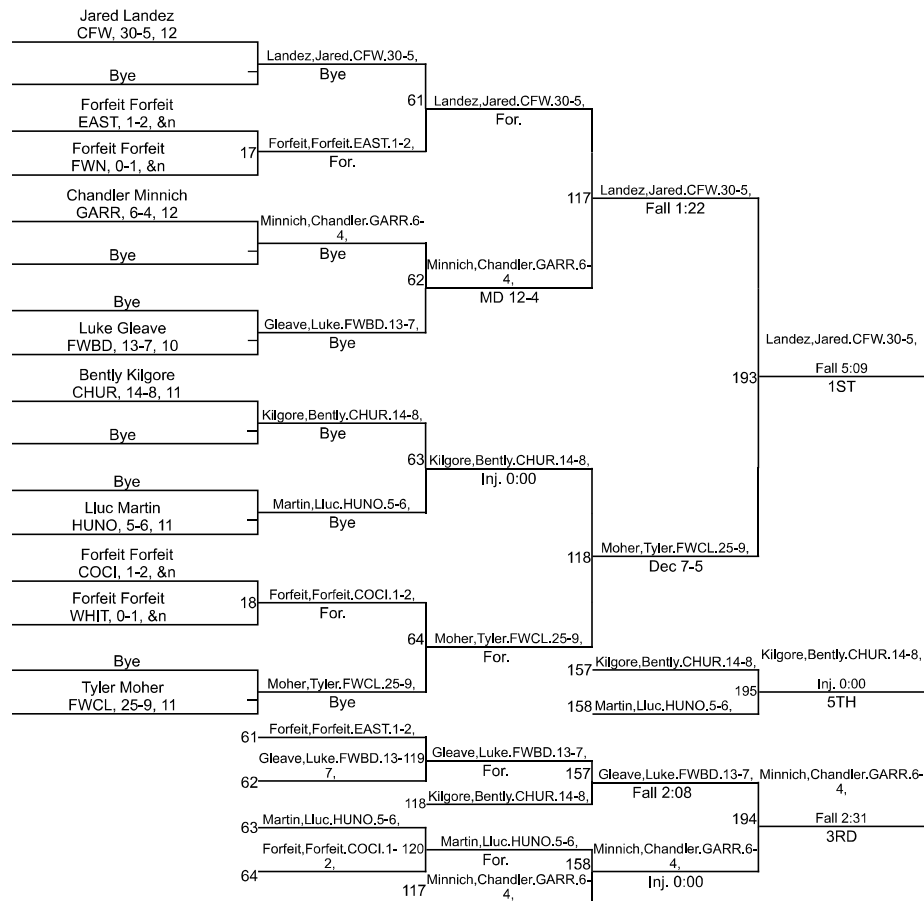 Jared Landez
CFW, 30-5, 12
Landez,Jared.CFW.30-5,
Bye
Bye
61
Landez,Jared.CFW.30-5,
For.
Forfeit Forfeit
EAST, 1-2, &n
Forfeit Forfeit
FWN, 0-1, &n
17
Forfeit,Forfeit.EAST.1-2,
For.
Chandler Minnich
GARR, 6-4, 12
117
Landez,Jared.CFW.30-5,
Fall 1:22
Minnich,Chandler.GARR.6-
4,
Bye
Bye
62
Minnich,Chandler.GARR.6-
4,
MD 12-4
Bye
Luke Gleave
FWBD, 13-7, 10
Gleave,Luke.FWBD.13-7,
Bye
Landez,Jared.CFW.30-5,
193
Fall 5:09
1ST
Bently Kilgore
CHUR, 14-8, 11
Kilgore,Bently.CHUR.14-8,
Bye
Bye
63
Kilgore,Bently.CHUR.14-8,
Inj. 0:00
Bye
Lluc Martin
HUNO, 5-6, 11
Martin,Lluc.HUNO.5-6,
Bye
118
Moher,Tyler.FWCL.25-9,
Dec 7-5
Forfeit Forfeit
COCI, 1-2, &n
Forfeit Forfeit
WHIT, 0-1, &n
18
Forfeit,Forfeit.COCI.1-2,
For.
64
Moher,Tyler.FWCL.25-9,
For.
Bye
Tyler Moher
FWCL, 25-9, 11
Moher,Tyler.FWCL.25-9,
Bye
157
Kilgore,Bently.CHUR.14-8,
Kilgore,Bently.CHUR.14-8,
195
Inj. 0:00
5TH
158
Martin,Lluc.HUNO.5-6,
61
Forfeit,Forfeit.EAST.1-2,
Gleave,Luke.FWBD.13-
7,
119
62
Gleave,Luke.FWBD.13-7,
For.
157
118
Kilgore,Bently.CHUR.14-8,
Gleave,Luke.FWBD.13-7,
Fall 2:08
Minnich,Chandler.GARR.6-
4,
194
Fall 2:31
3RD
63
Martin,Lluc.HUNO.5-6,
Forfeit,Forfeit.COCI.1-
2,
120
64
Martin,Lluc.HUNO.5-6,
For.
158
Minnich,Chandler.GARR.6-
4,
Inj. 0:00
117
Minnich,Chandler.GARR.6-
4,